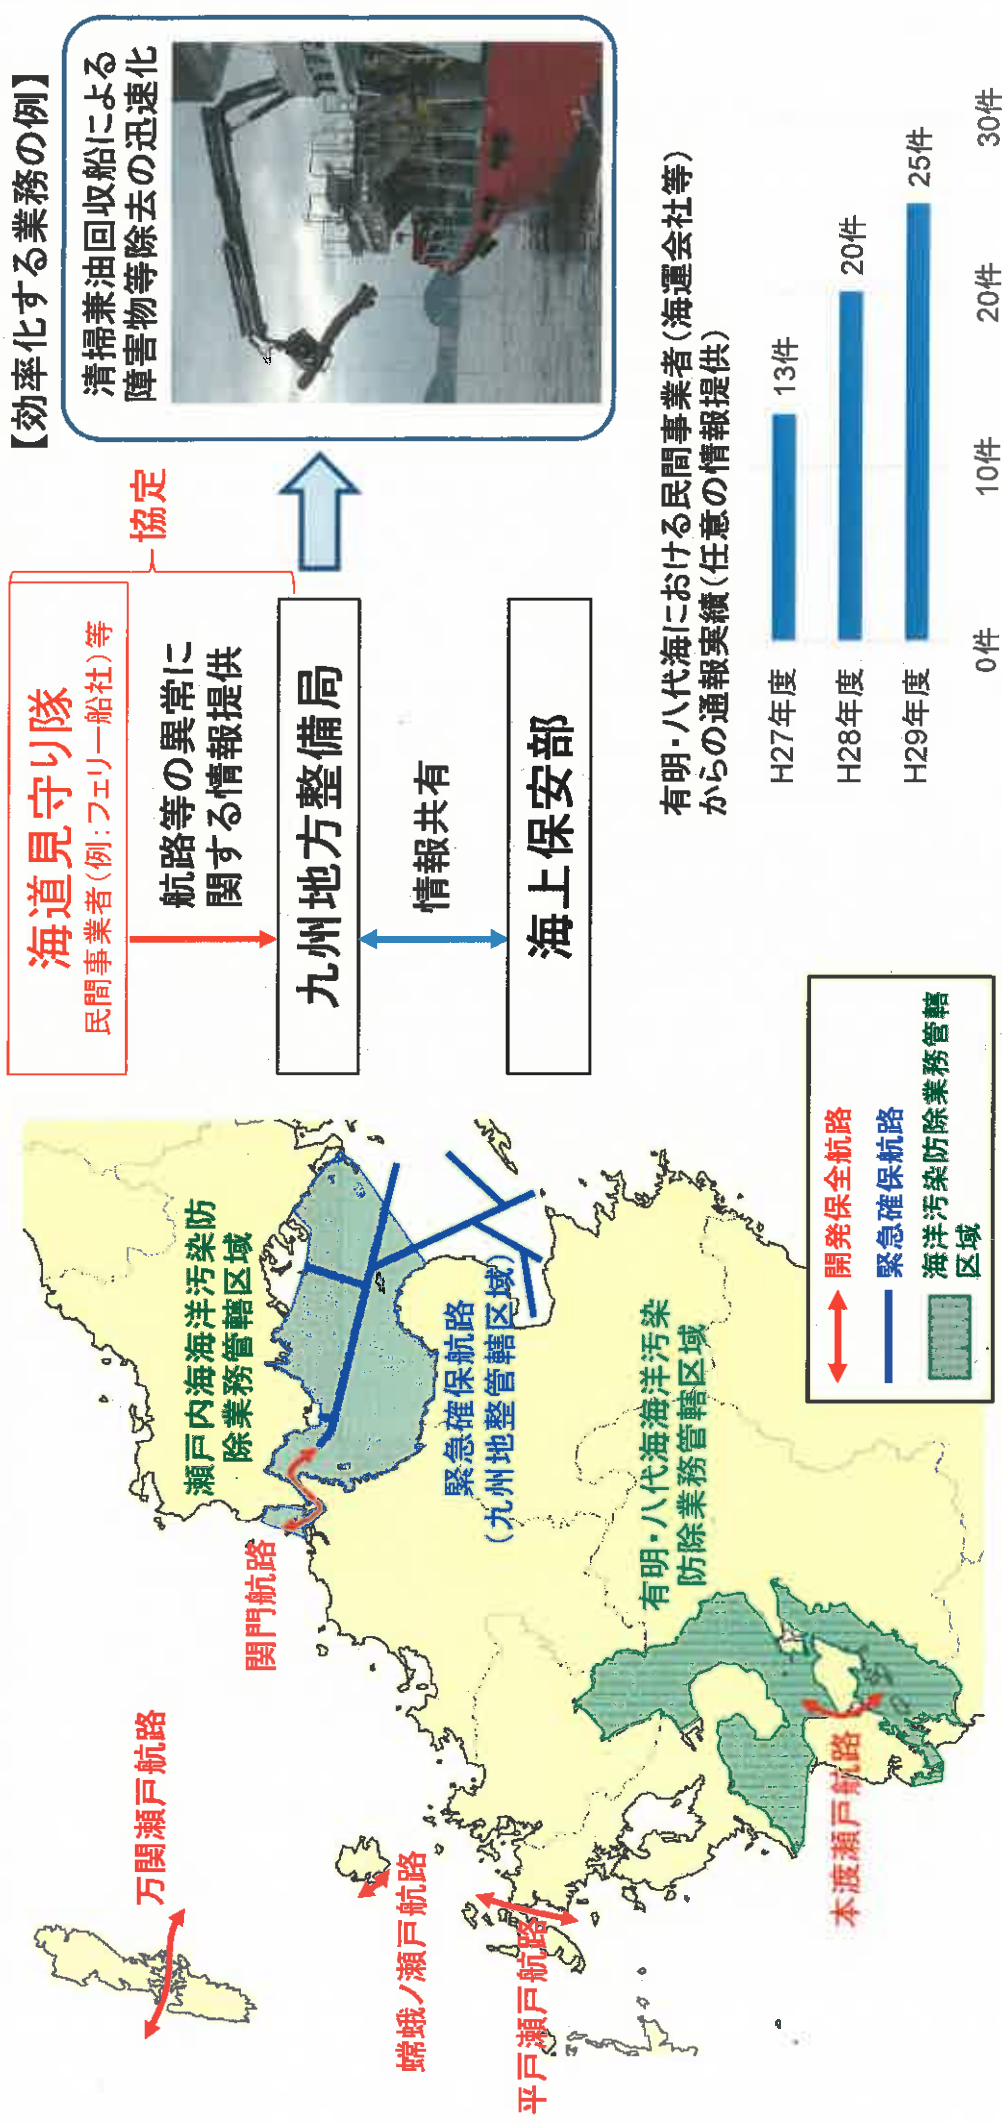 万関瀬戸航路
蠑蛾ノ瀬戸航路
平戸瀬戸航路
関門航路
瀬戸内海海洋汚染防
除業務管轄区域
緊急確保航路
(九州地整管轄区域)
有明・八代海海洋汚染
防除業務管轄区域
本渡瀬戸航路
開発保全航路
緊急確保航路
海洋汚染防除業務管轄
区域
海道見守り隊
民間事業者(例:フェリー船社)等
協定
航路等の異常に
関する情報提供
九州地方整備局
情報共有
海上保安部
【効率化する業務の例】
清掃兼油回収船による
障害物等除去の迅速化
有明・八代海における民間事業者(海運会社等)
からの通報実績(任意の情報提供)
H27年度 13件
H28年度 20件
H29年度 25件
0件 10件 20件 30件